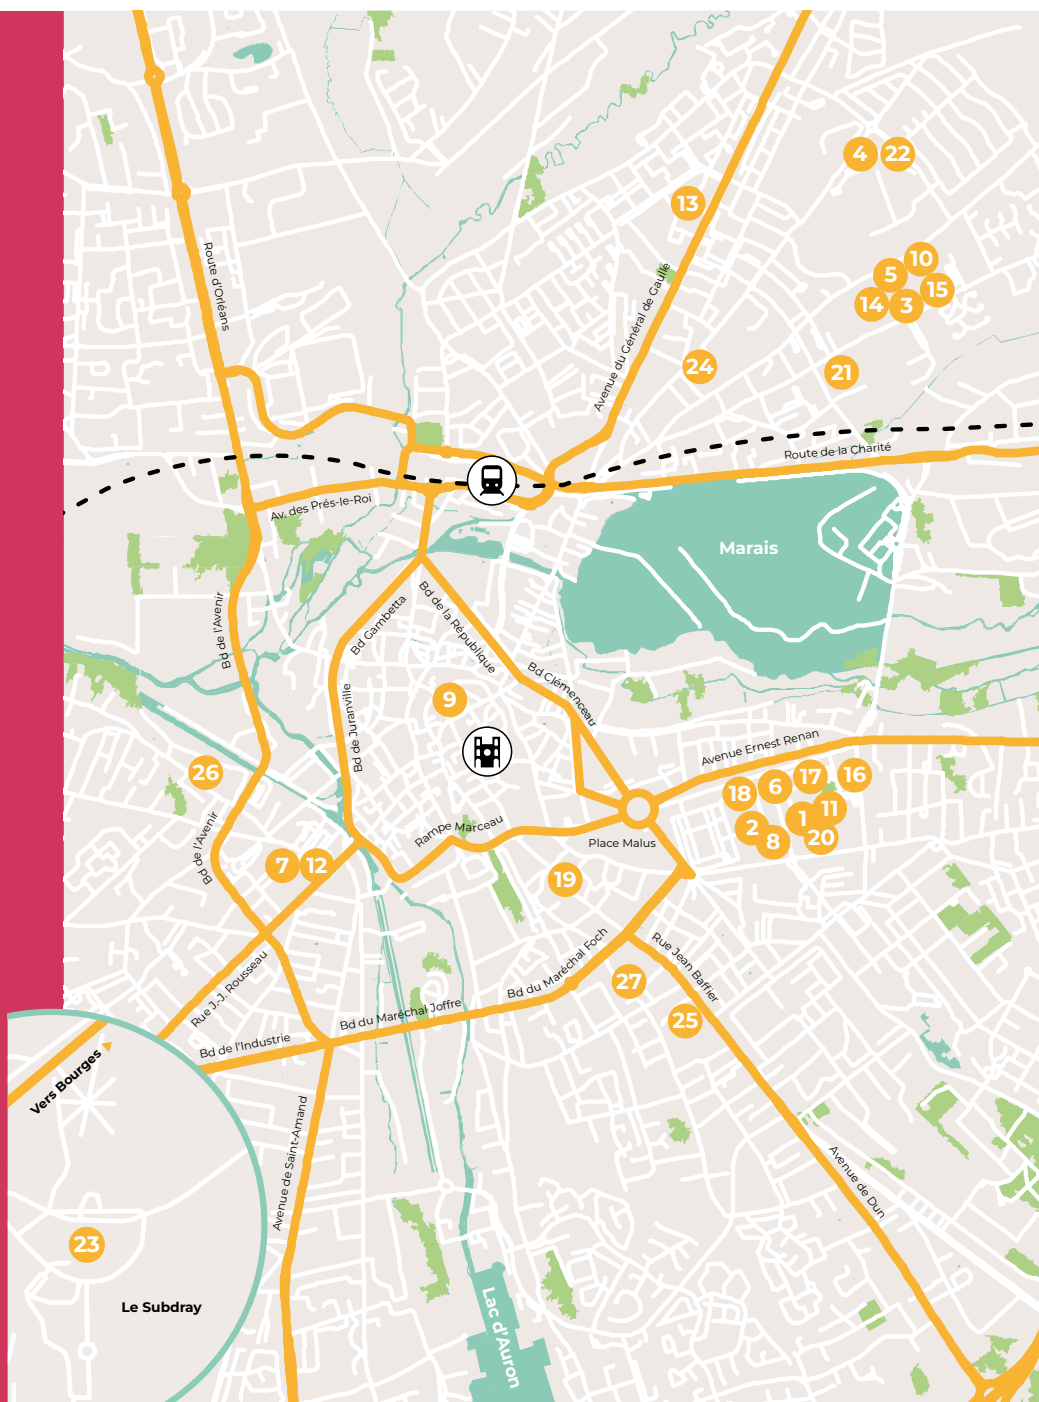 4
22
13
10
5
15
14
3
Route d'Orléans
Avenue du Général de Gaulle
24
21
Route de la Charité
Av. des Prés-le-Roi
Marais
Bd de l'Avenir
Bd Gambetta
Bd de la République
Bd Clémenceau
Bd de Juranville
9
Avenue Ernest Renan
26
18
6
17
16
1
11
2
8
20
Bd de l'Avenir
Rampe Marceau
Place Malus
7
12
19
Rue J.-J. Rousseau
Bd du Maréchal Foch
Rue Jean Baffier
27
25
Bd du Maréchal Joffre
Bd de l'Industrie
Vers Bourges
Avenue de Saint-Amand
Avenue de Dun
23
Le Subdray
Lac d'Auron